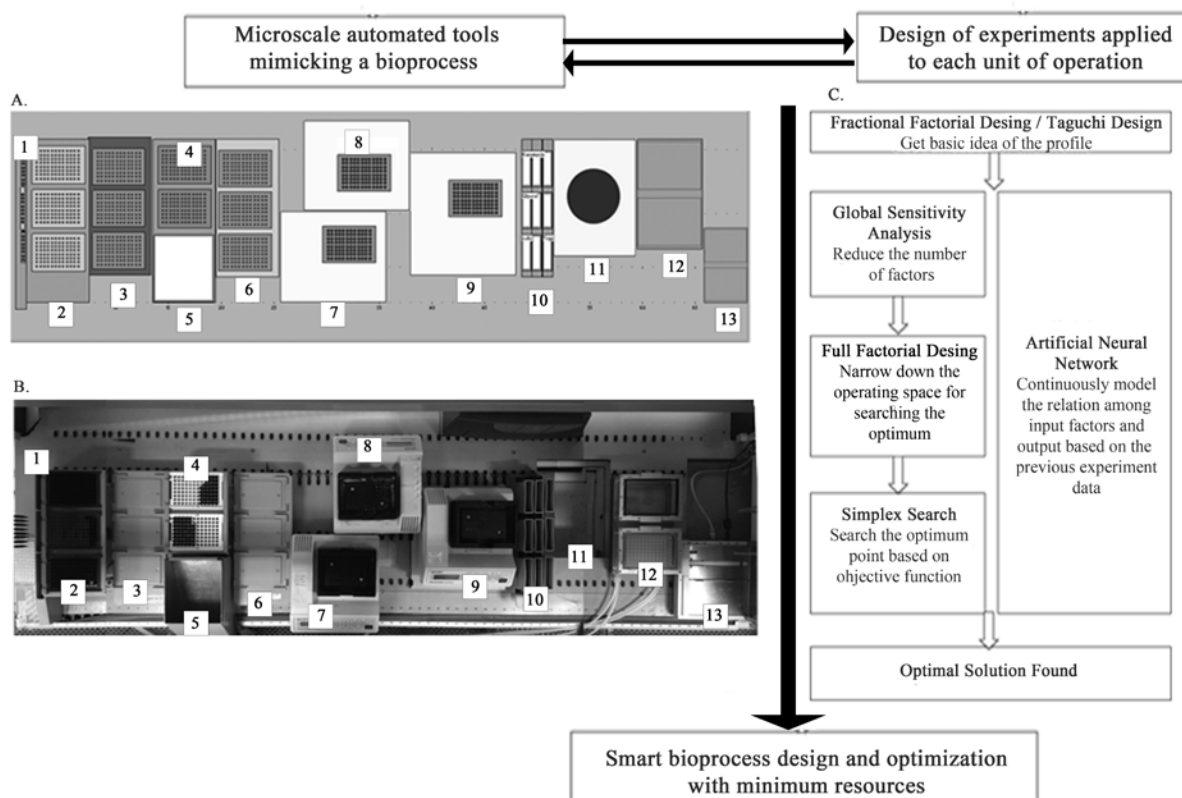 Microscale automated tools
mimicking a bioprocess
Design of experiments applied
to each unit of operation
A.
1
2
3
4
5
6
7
8
9
10
11
12
13
B.
1
2
3
4
5
6
7
8
9
10
11
12
13
C.
Fractional Factorial Desing / Taguchi Design
Get basic idea of the profile
Global Sensitivity
Analysis
Reduce the number
of factors
Full Factorial Desing
Narrow down the
operating space for
searching the
optimum
Simplex Search
Search the optimum
point based on
ohjective function
Artificial Neural
Network
Continuously model
the relation among
input factors and
output based on the
previous experiment
data
Optimal Solution Found
Smart bioprocess design and optimization
with minimum resources